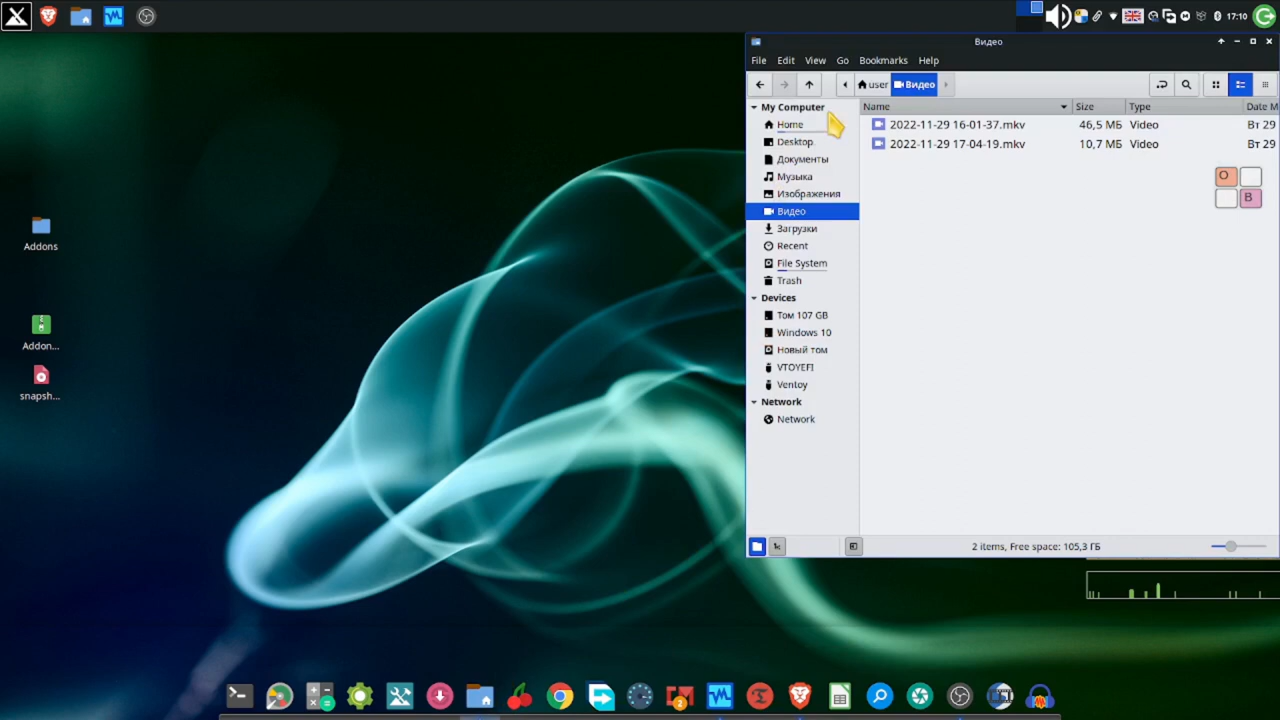 17:10
Видео
File Edit View Go Bookmarks Help
user Видео
My Computer
Home
Desktop
Документы
Музыка
Изображения
Видео
Загрузки
Recent
File System
Trash
Devices
Том 107 GB
Windows 10
Новый том
VTOYEFI
Ventoy
Network
Network
Name Size Type Date M
2022-11-29 16-01-37.mkv 46,5 МБ Video Вт 29
2022-11-29 17-04-19.mkv 10,7 МБ Video Вт 29
O
B
2 items, Free space: 105,3 ГБ
Addons
Addon...
snapsh...
2